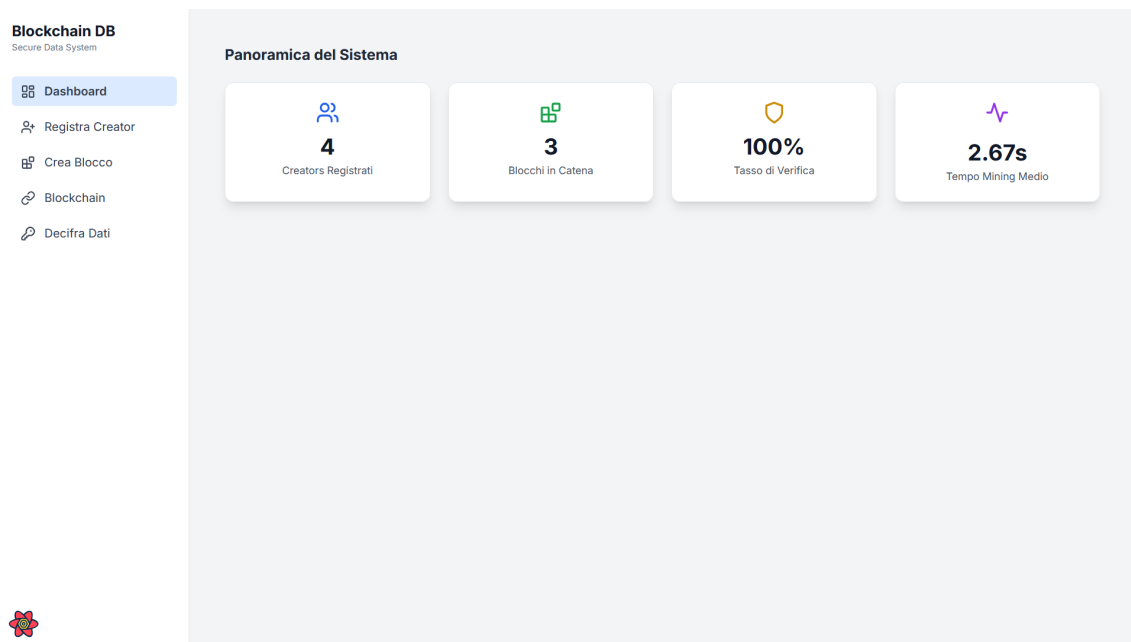 Blockchain DB
Secure Data System
Dashboard
Registra Creator
Crea Blocco
Blockchain
Decifra Dati
Panoramica del Sistema
4
Creators Registrati
3
Blocchi in Catena
100%
Tasso di Verifica
2.67s
Tempo Mining Medio